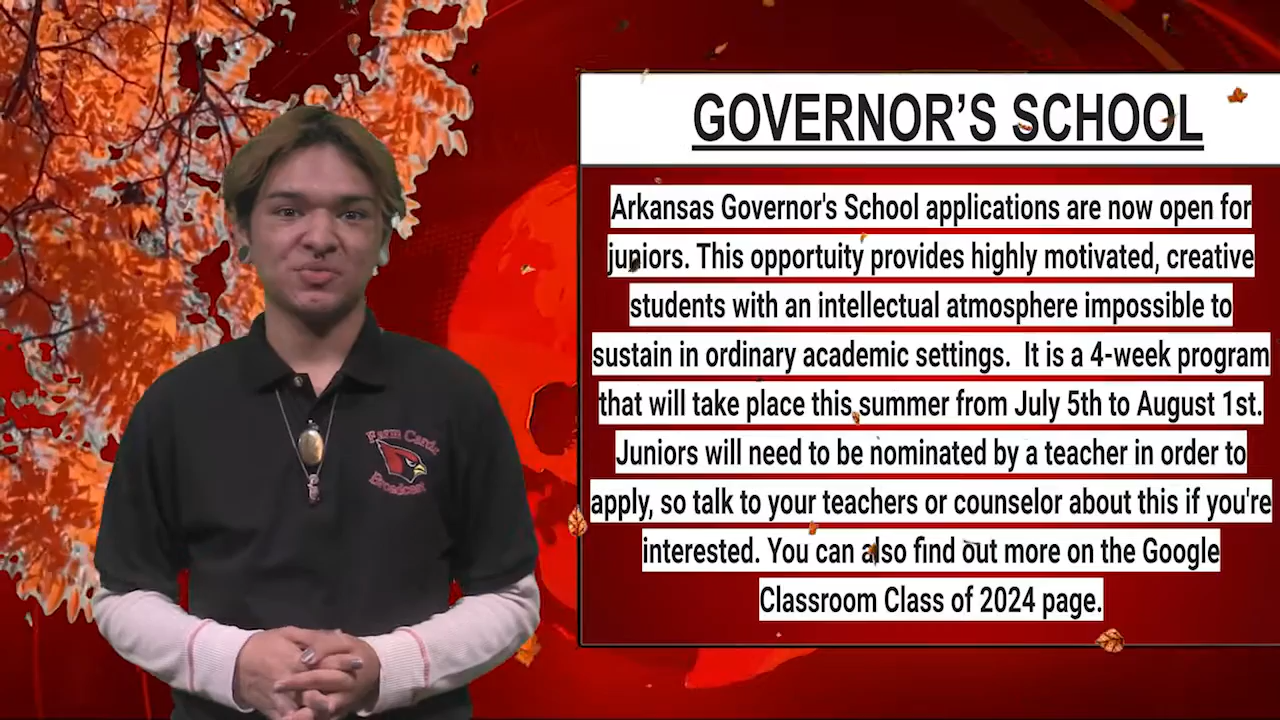 GOVERNOR’S SCHOOL
Arkansas Governor's School applications are now open for
juniors. This opportunity provides highly motivated, creative
students with an intellectual atmosphere impossible to
sustain in ordinary academic settings.  It is a 4-week program
that will take place this summer from July 5th to August 1st.
Juniors will need to be nominated by a teacher in order to
apply, so talk to your teachers or counselor about this if you're
interested. You can also find out more on the Google
Classroom Class of 2024 page.
Farm Cards
Broadcast